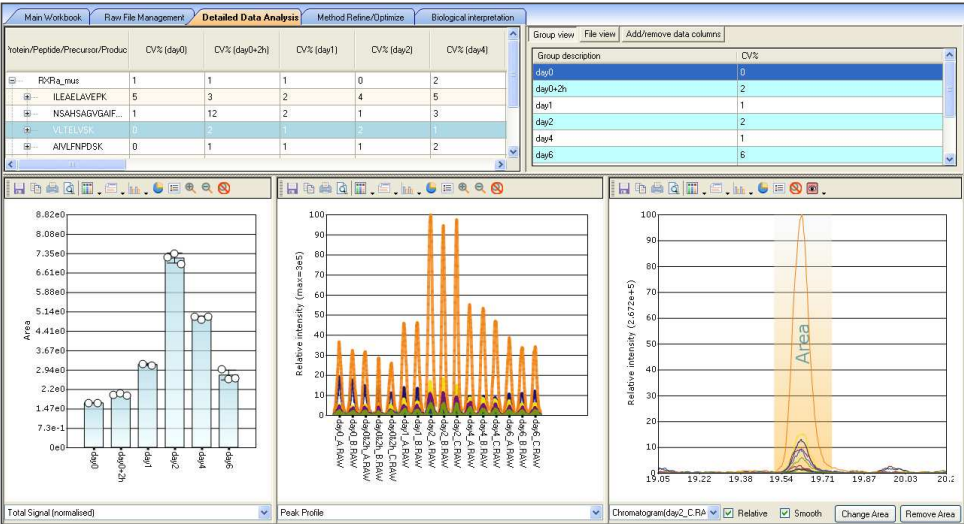 Main Workbook Raw File Management Detailed Data Analysis Method Refine/Optimize Biological interpretation
Protein/Peptide/Precursor/Produc CV% (day0) CV% (day0+2h) CV% (day1) CV% (day2) CV% (day4)
RXRa_mus 1 1 1 0 2
ILEAELAVEPK 5 3 2 4 5
NSAHSAGVGAIF... 1 12 2 1 3
VLTELVSK 0 2 1 2 1
AIVLFNPDSK 0 1 1 1 2
Group view File view Add/remove data columns
Group description CV%
day0 0
day0+2h 2
day1 1
day2 2
day4 1
day6 6
8.82e0
8.08e0
7.35e0
6.61e0
5.88e0
5.14e0
4.41e0
3.67e0
2.94e0
2.2e0
1.47e0
7.3e-1
0e0
Area
day0
day0+2h
day1
day2
day4
day6
Total Signal (normalised)
100
90
80
70
60
50
40
30
20
10
0
Relative intensity (max=3e5)
day0_A.RAW
day0_B.RAW
day0&2h_A.RAW
day0&2h_B.RAW
day0&2h_C.RAW
day1_A.RAW
day1_B.RAW
day2_A.RAW
day2_B.RAW
day2_C.RAW
day4_A.RAW
day4_B.RAW
day4_C.RAW
day6_A.RAW
day6_B.RAW
day6_C.RAW
Peak Profile
100
90
80
70
60
50
40
30
20
10
0
Relative intensity (2.672e+5)
Area
19.05 19.22 19.38 19.54 19.71 19.87 20.03 20.2
Chromatogram(day2_C.RA Relative Smooth Change Area Remove Area